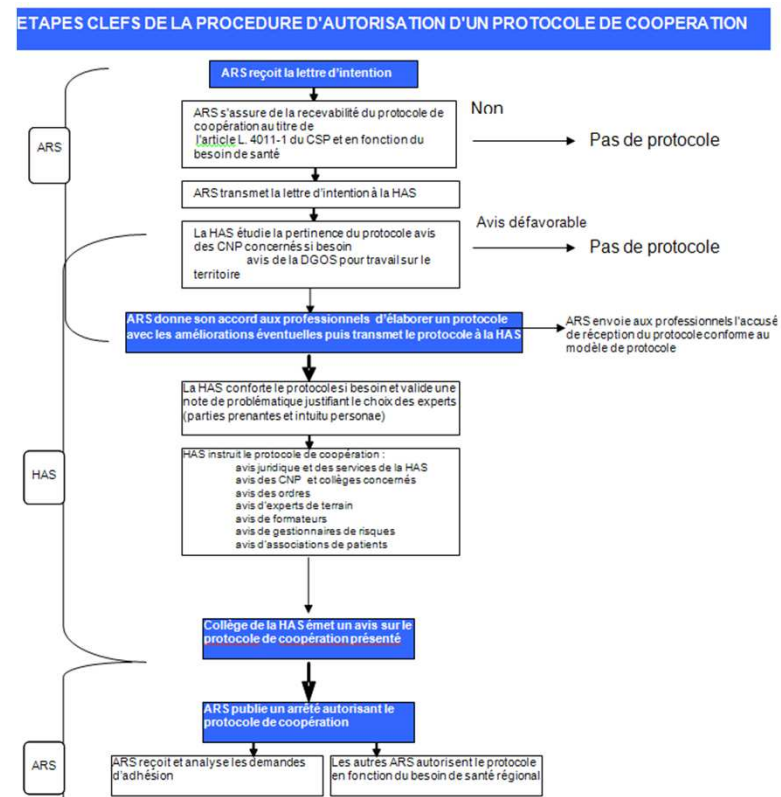 ETAPES CLEFS DE LA PROCEDURE D'AUTORISATION D'UN PROTOCOLE DE COOPERATION
ARS reçoit la lettre d'intention
ARS
ARS s'assure de la recevabilité du protocole de
coopération au titre de
l'article L. 4011-1 du CSP et en fonction du
besoin de santé
Non
Pas de protocole
ARS transmet la lettre d'intention à la HAS
La HAS étudie la pertinence du protocole avis
des CNP concernés si besoin
avis de la DGOS pour travail sur le
territoire
Avis défavorable
Pas de protocole
ARS donne son accord aux professionnels d'élaborer un protocole
avec les améliorations éventuelles puis transmet le protocole à la HAS
ARS envoie aux professionnels l'accusé
de réception du protocole conforme au
modèle de protocole
La HAS conforte le protocole si besoin et valide une
note de problématique justifiant le choix des experts
(parties prenantes et intuitu personae)
HAS
HAS instruit le protocole de coopération :
avis juridique et des services de la HAS
avis des CNP et collèges concernés
avis des ordres
avis d'experts de terrain
avis de formateurs
avis de gestionnaires de risques
avis d'associations de patients
Collège de la HAS émet un avis sur le
protocole de coopération présenté
ARS publie un arrêté autorisant le
protocole de coopération
ARS
ARS reçoit et analyse les demandes
d'adhésion
Les autres ARS autorisent le protocole
en fonction du besoin de santé régional